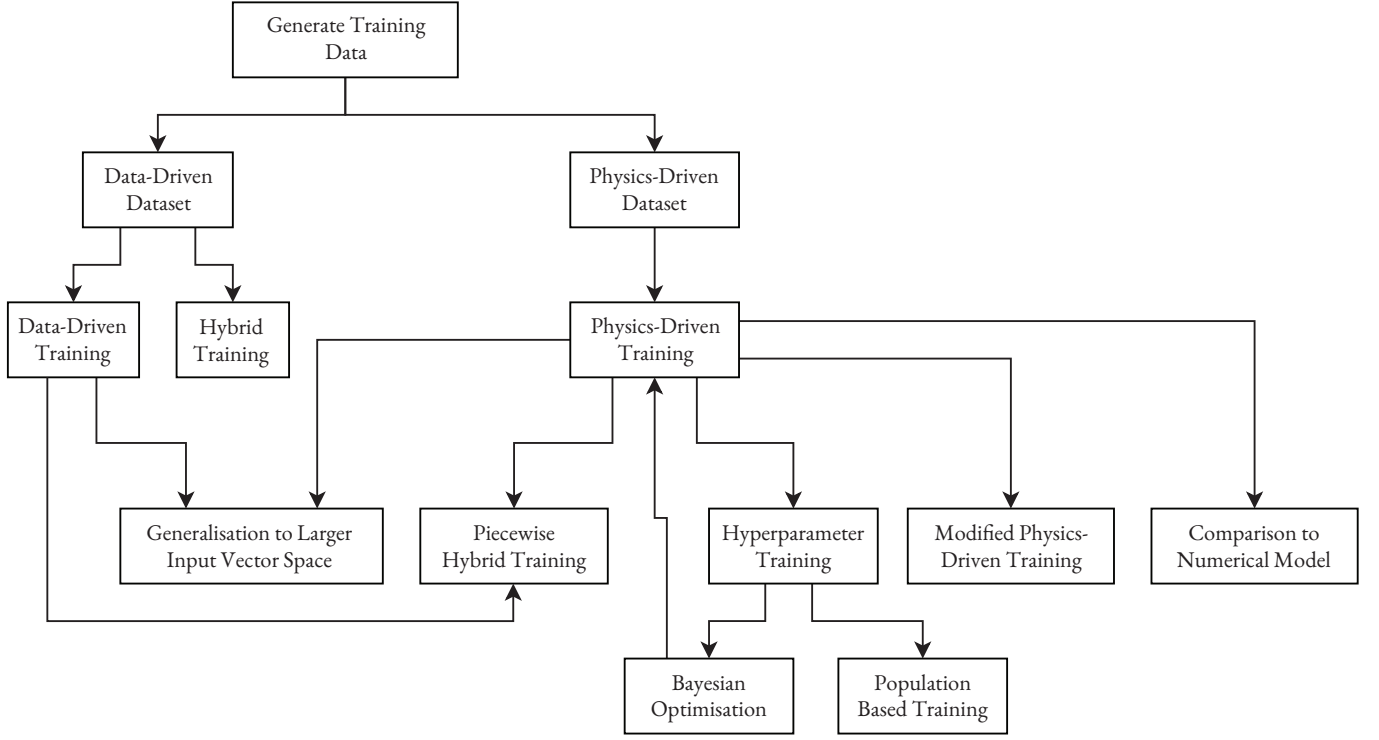 Generate Training
Data
Data-Driven
Dataset
Physics-Driven
Dataset
Data-Driven
Training
Hybrid
Training
Physics-Driven
Training
Generalisation to Larger
Input Vector Space
Piecewise
Hybrid Training
Hyperparameter
Training
Modified Physics-
Driven Training
Comparison to
Numerical Model
Bayesian
Optimisation
Population
Based Training